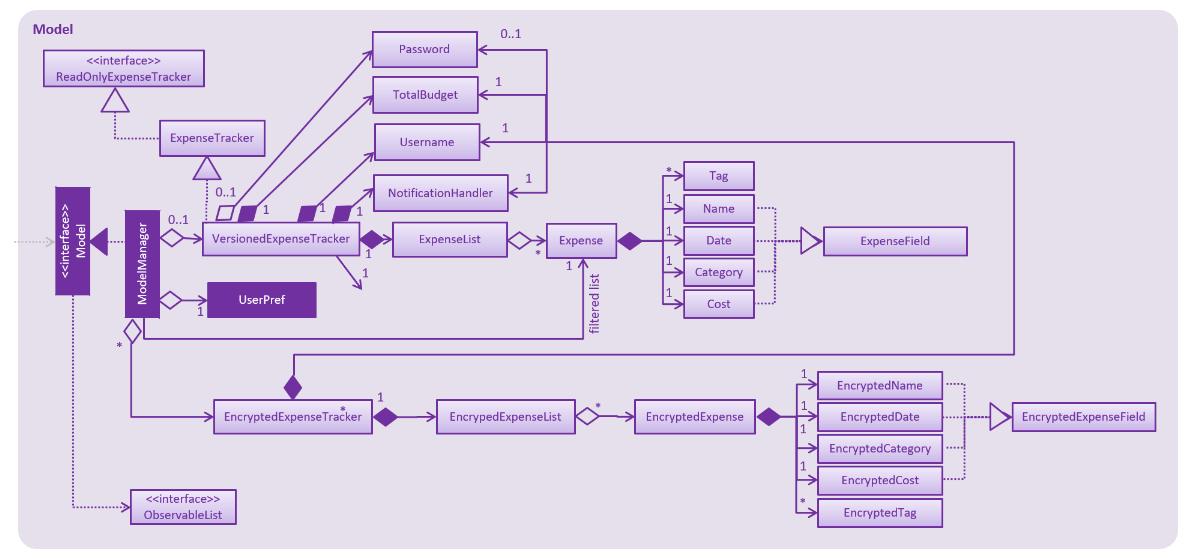 Model
<<interface>>
ReadOnlyExpenseTracker
ExpenseTracker
Password
0..1
TotalBudget
1
Username
1
NotificationHandler
1
0..1
1
1
1
<<interface>>
Model
ModelManager
0..1
VersionedExpenseTracker
1
ExpenseList
*
Expense
1
filtered list
1
UserPref
1
*
*
Tag
1
Name
1
Date
1
Category
1
Cost
ExpenseField
EncryptedExpenseTracker
*
1
EncrypedExpenseList
*
EncryptedExpense
1
EncryptedName
1
EncryptedDate
1
EncryptedCategory
1
EncryptedCost
*
EncryptedTag
EncryptedExpenseField
<<interface>>
ObservableList